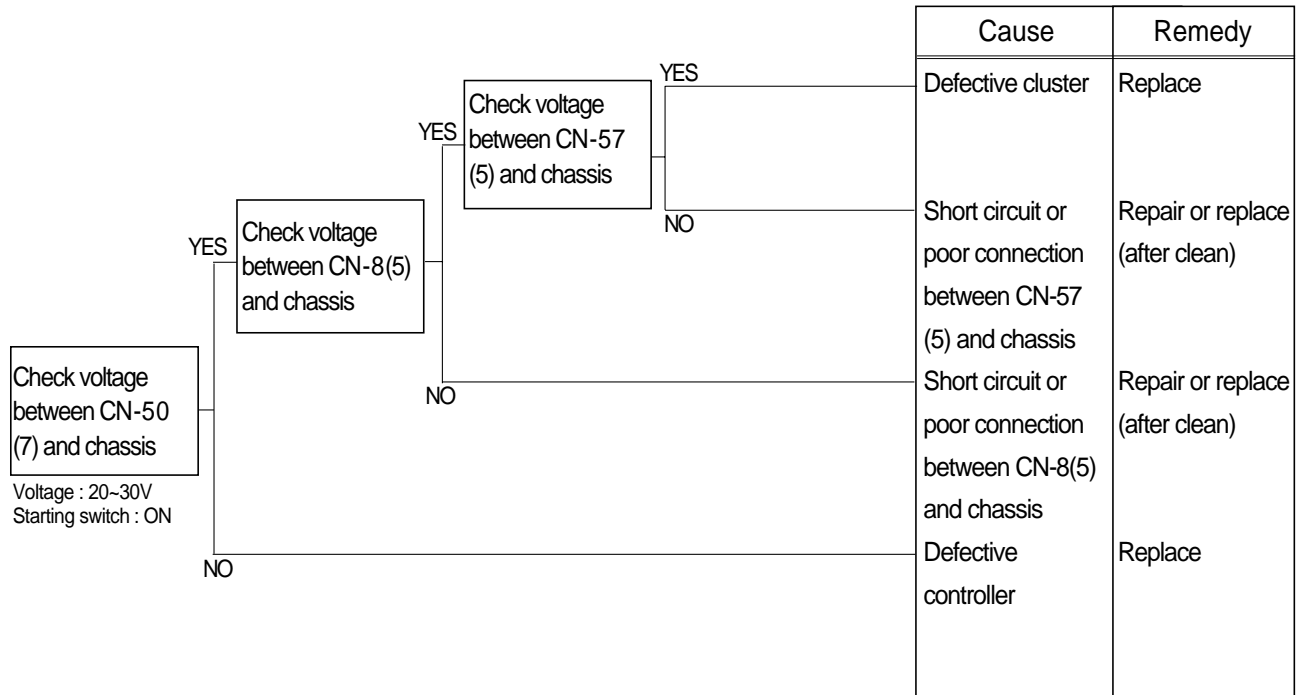 Cause Remedy
YES
Defective cluster Replace
Check voltage
between CN-57
(5) and chassis
YES
NO
Short circuit or Repair or replace
poor connection (after clean)
between CN-57
(5) and chassis
YES
Check voltage
between CN-8(5)
and chassis
NO
Short circuit or Repair or replace
poor connection (after clean)
between CN-8(5)
and chassis
Check voltage
between CN-50
(7) and chassis
Voltage : 20~30V
Starting switch : ON
NO
Defective Replace
controller